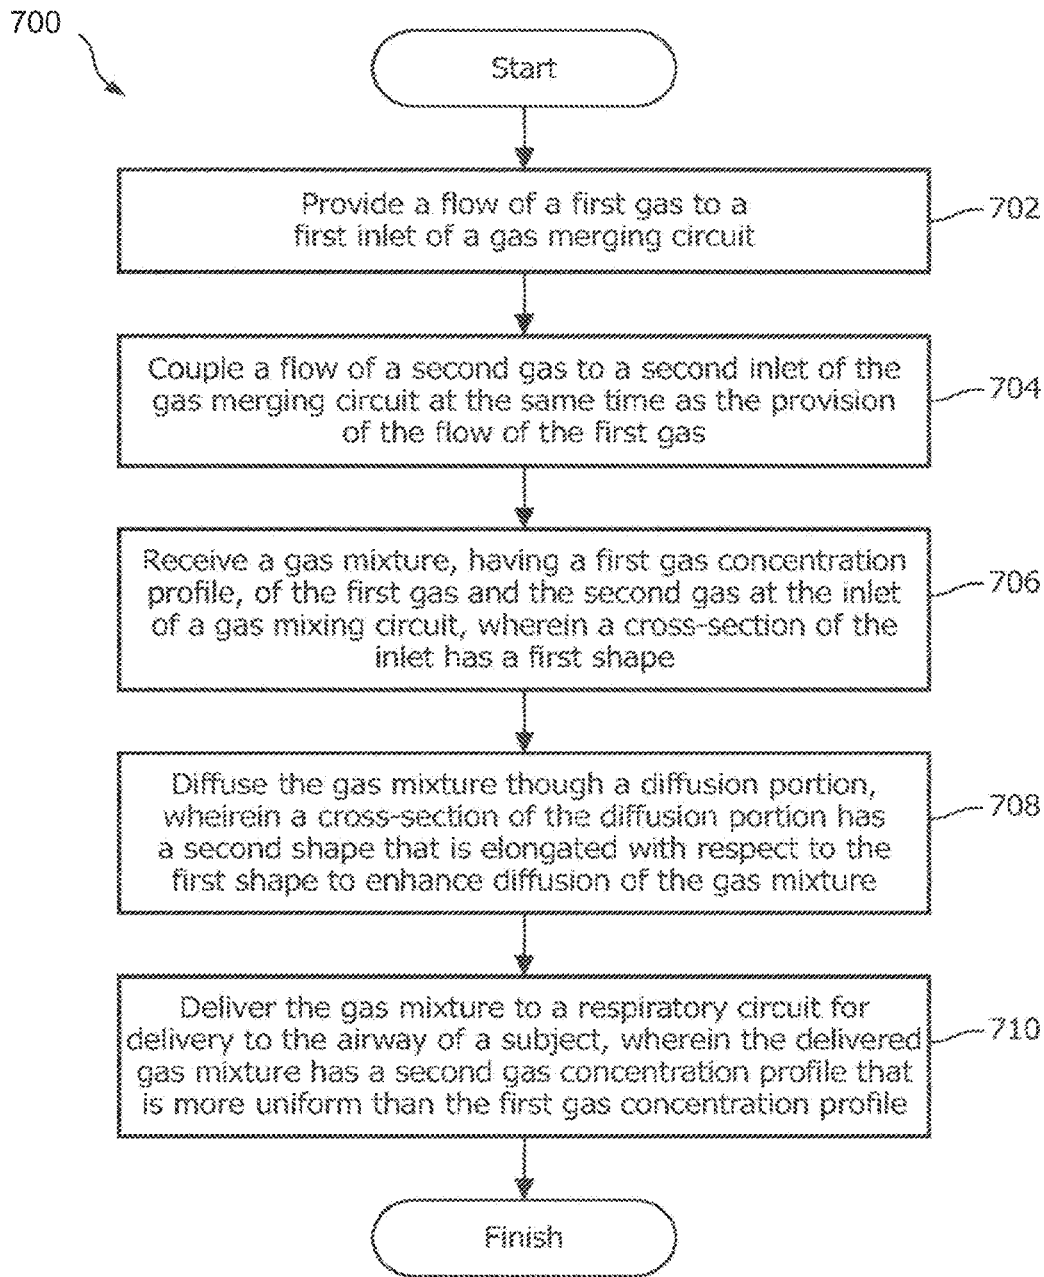 700
Start
Provide a flow of a first gas to a
first inlet of a gas merging circuit
702
Couple a flow of a second gas to a second inlet of the
gas merging circuit at the same time as the provision
of the flow of the first gas
704
Receive a gas mixture, having a first gas concentration
profile, of the first gas and the second gas at the inlet
of a gas mixing circuit, wherein a cross-section of the
inlet has a first shape
706
Diffuse the gas mixture though a diffusion portion,
wheirein a cross-section of the diffusion portion has
a second shape that is elongated with respect to the
first shape to enhance diffusion of the gas mixture
708
Deliver the gas mixture to a respiratory circuit for
delivery to the airway of a subject, wherein the delivered
gas mixture has a second gas concentration profile that
is more uniform than the first gas concentration profile
710
Finish